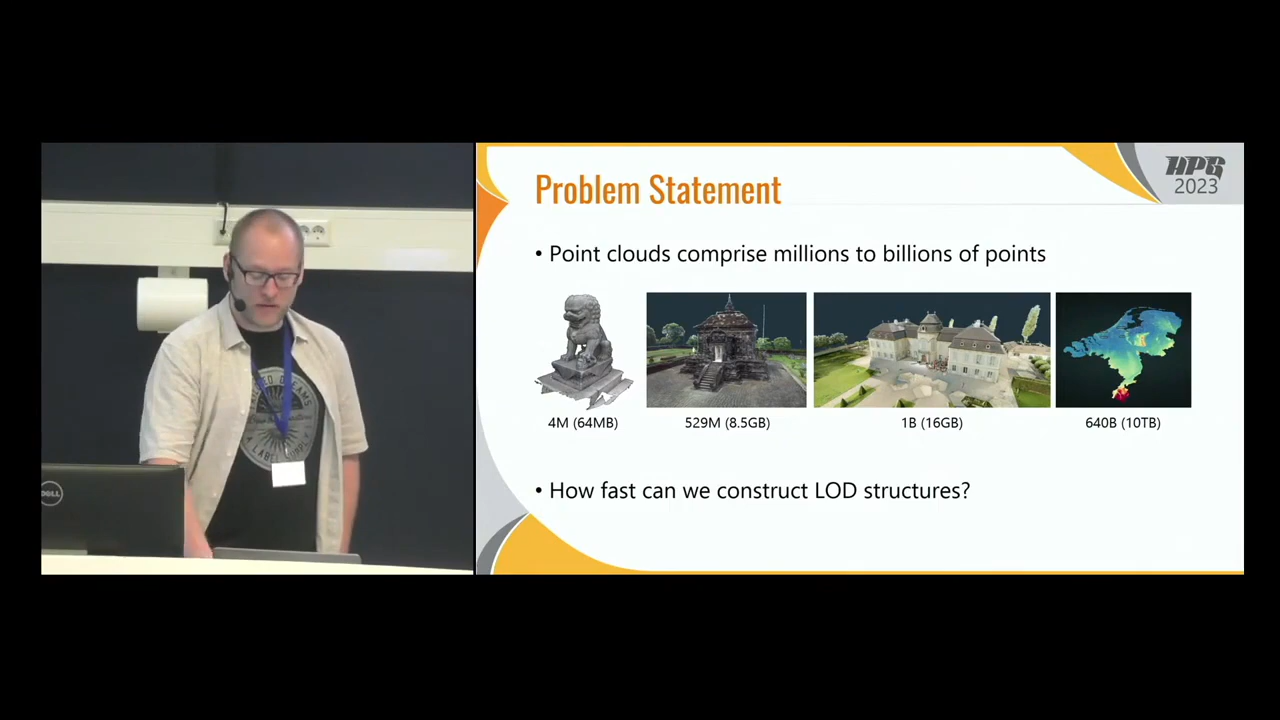 HPG
2023
Problem Statement
• Point clouds comprise millions to billions of points
4M (64MB)
529M (8.5GB)
1B (16GB)
640B (10TB)
• How fast can we construct LOD structures?
DELL